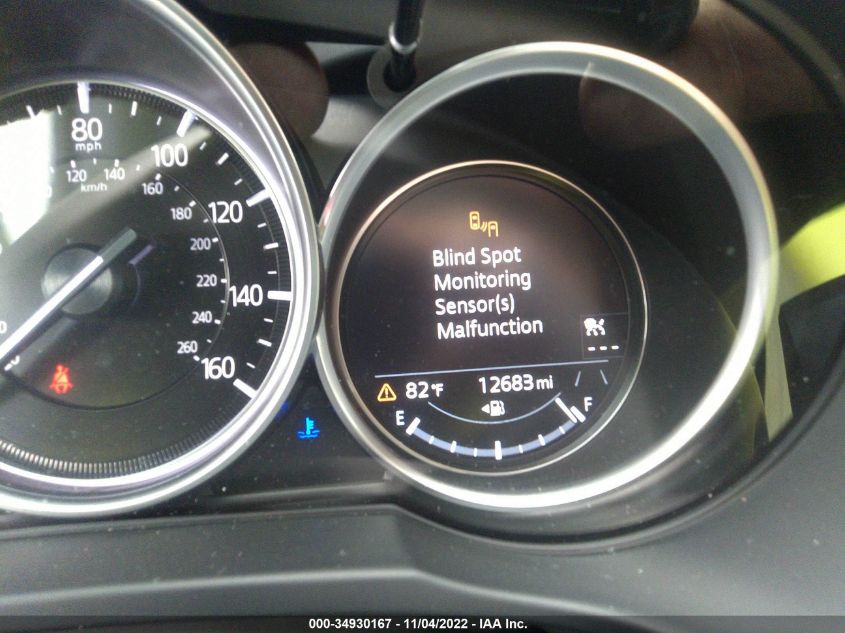 80
mph
100
120
140
km/h
160
120
180
200
220
140
240
260
160
Blind Spot
Monitoring
Sensor(s)
Malfunction
---
82°F 12683 mi
E F
000-34930167 - 11/04/2022 - IAA Inc.